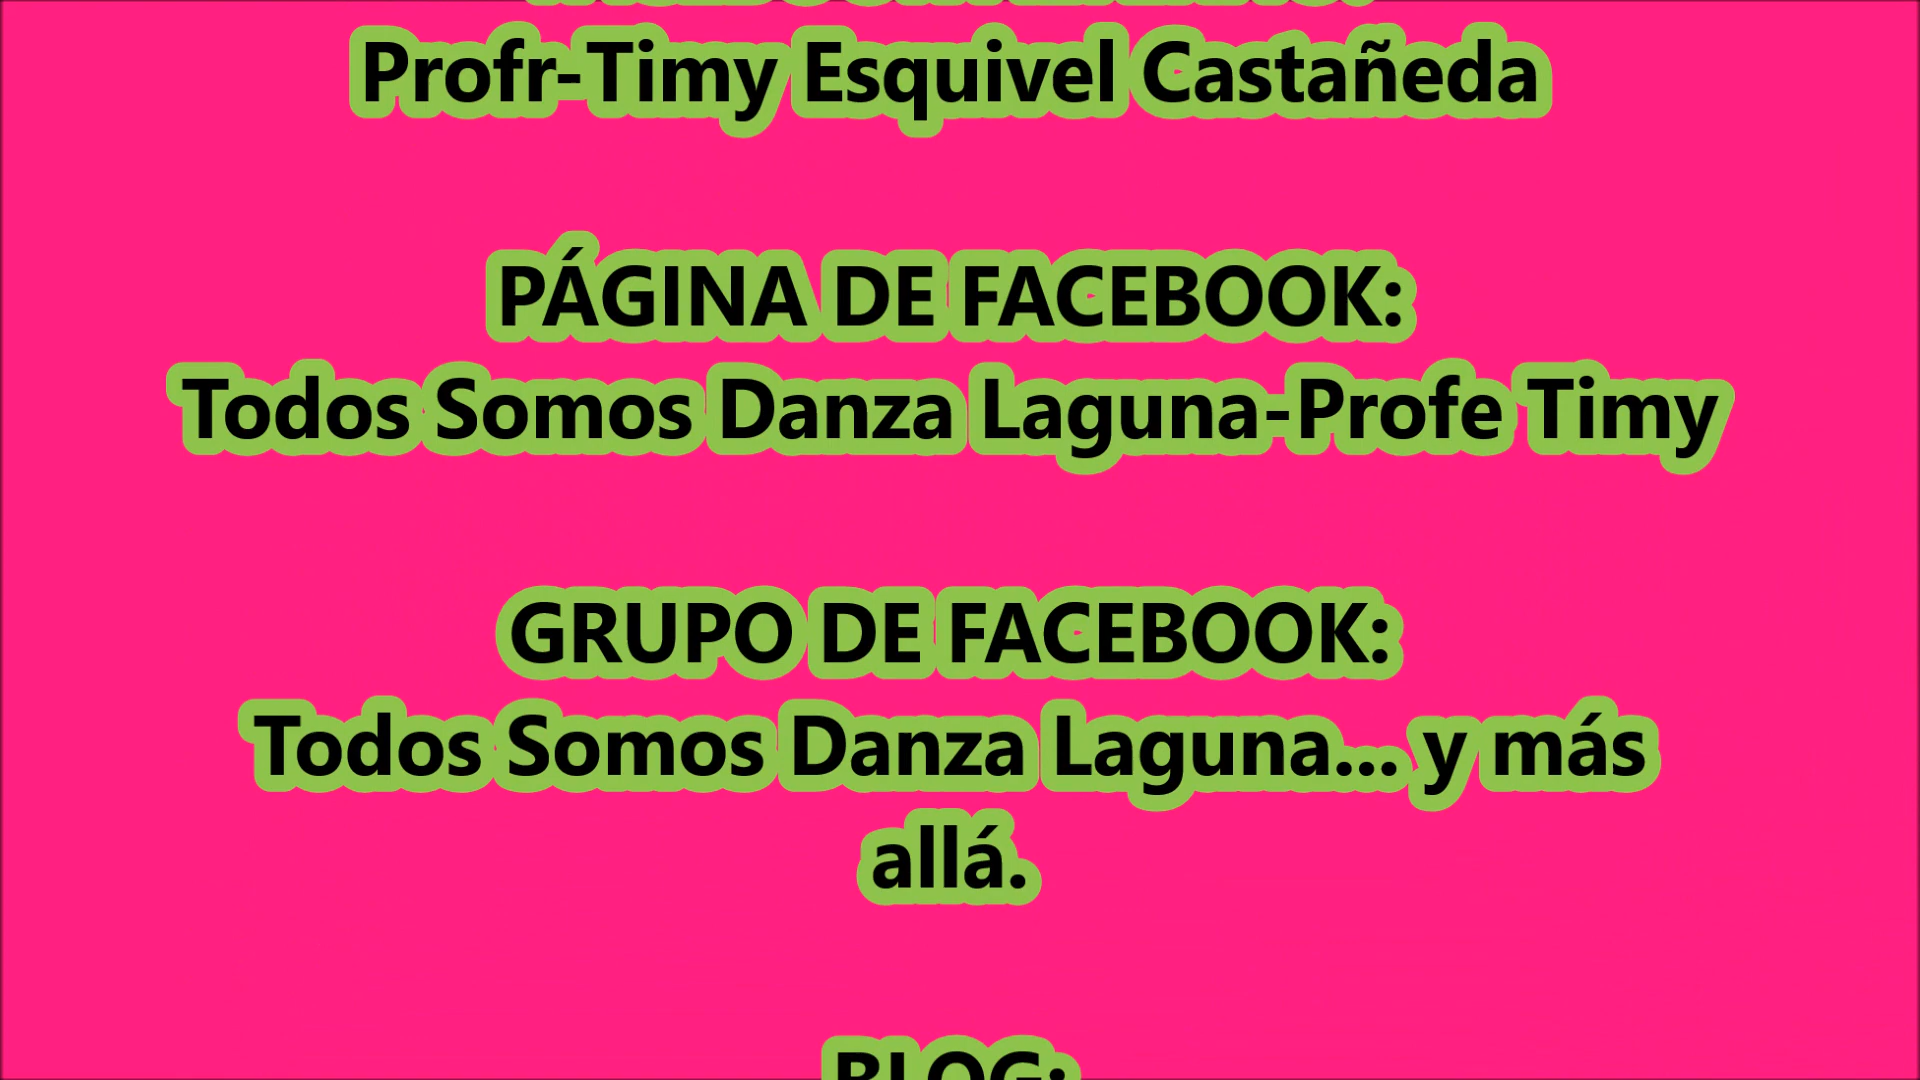 Profr-Timy Esquivel Castañeda
PÁGINA DE FACEBOOK:
Todos Somos Danza Laguna-Profe Timy
GRUPO DE FACEBOOK:
Todos Somos Danza Laguna... y más
allá.
BLOG: